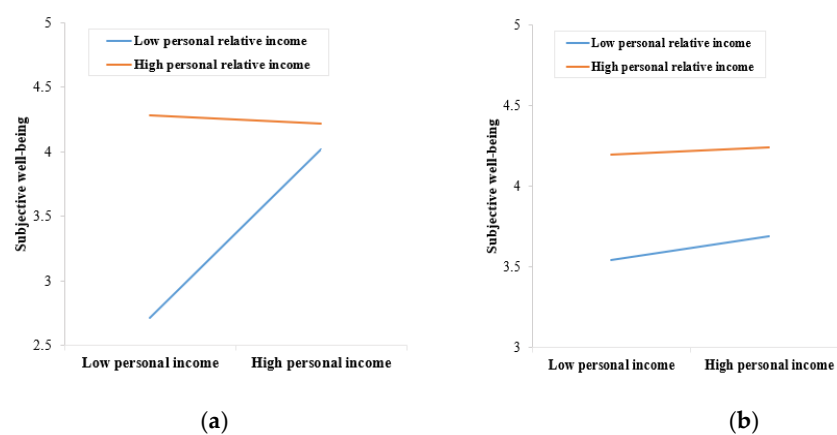 5
4.5
4
3.5
3
2.5
Subjective well-being
Low personal relative income
High personal relative income
Low personal income
High personal income
(a)
5
4.5
4
3.5
3
Subjective well-being
Low personal relative income
High personal relative income
Low personal income
High personal income
(b)